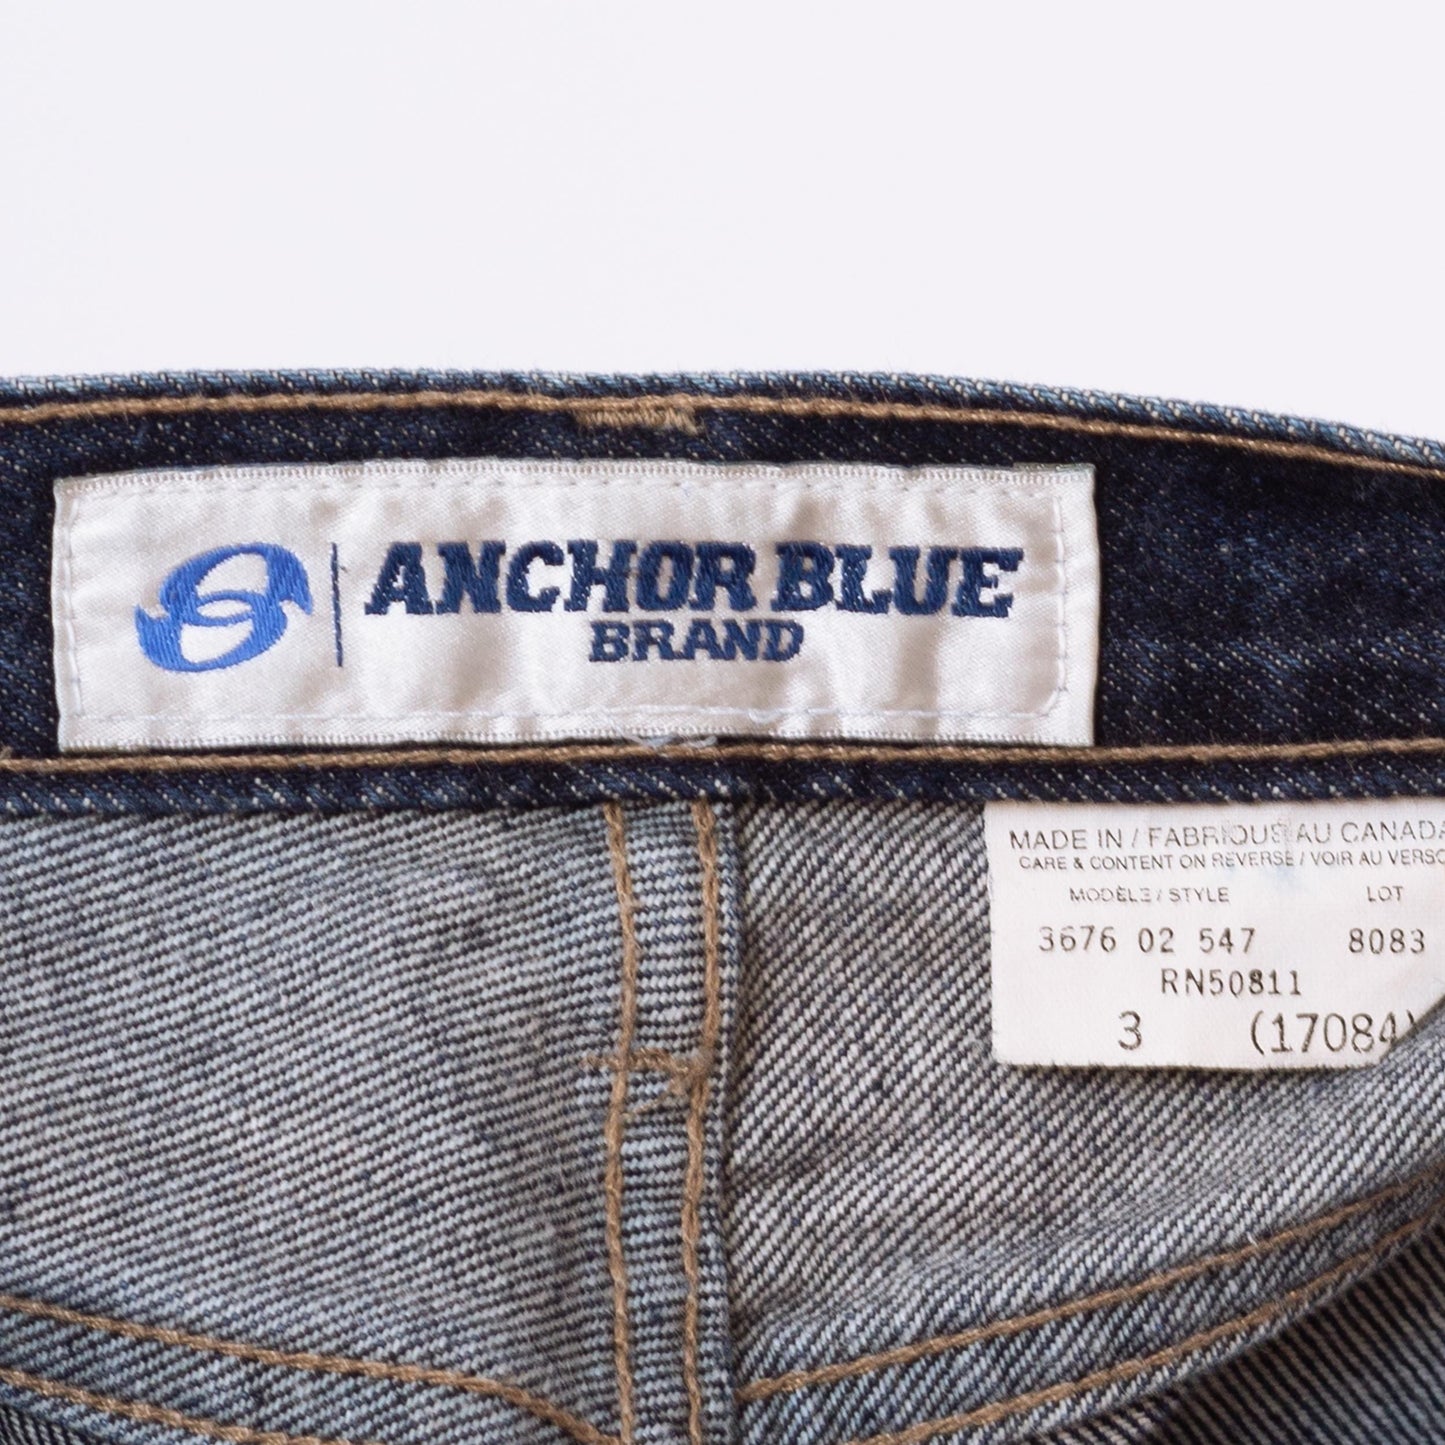 ANCHOR BLUE
BRAND
MADE IN / FABRIQUÉ AU CANADA
CARE & CONTENT ON REVERSE / VOIR AU VERSO
MODÈLE / STYLE LOT
3676 02 547 8083
RN50811
3 (17084)